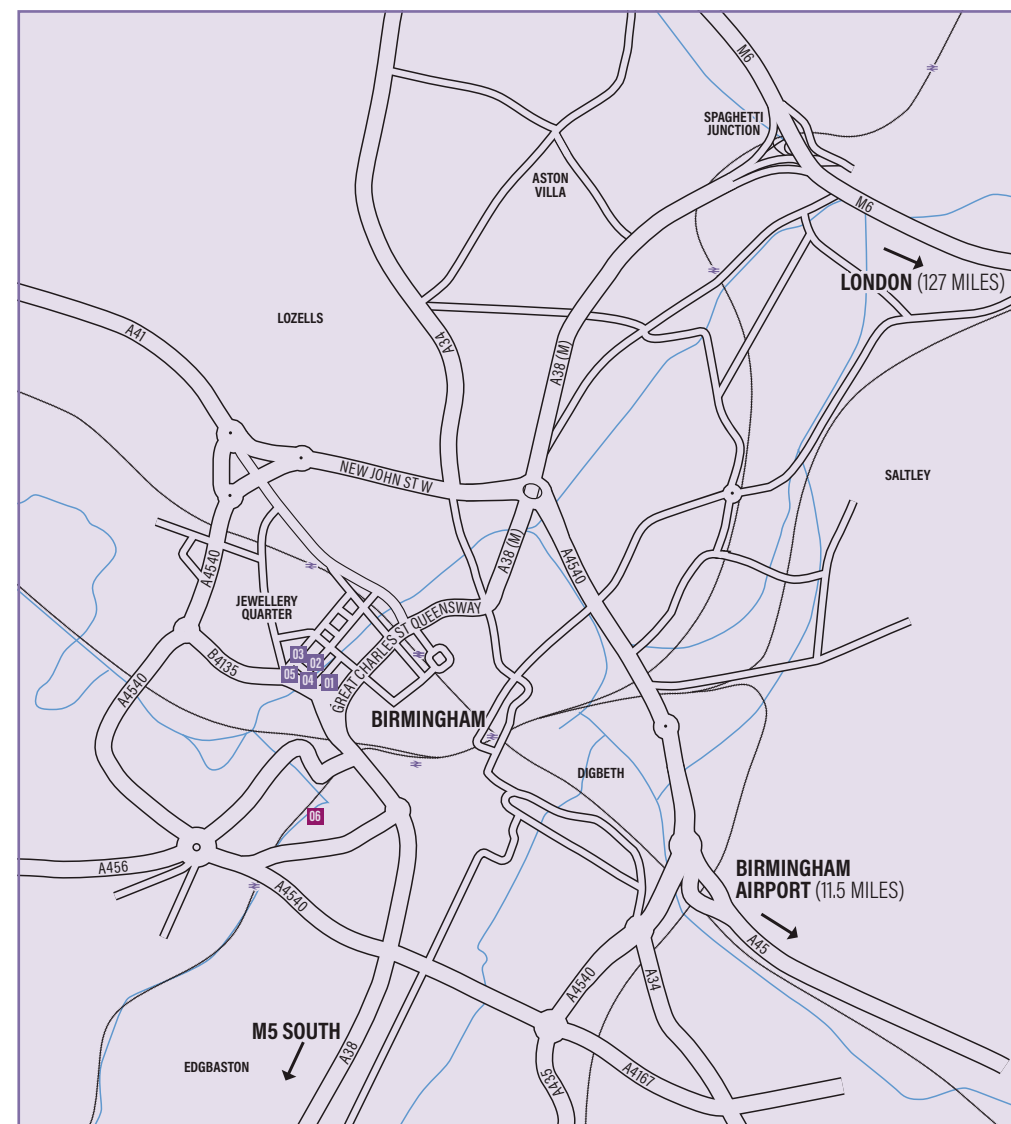 M6
SPAGHETTI
JUNCTION
ASTON
VILLA
M6
LONDON (127 MILES)
LOZELLS
A41
A34
A38 (M)
NEW JOHN ST W
SALTLEY
A38 (M)
A4540
A4540
JEWELLERY
QUARTER
GREAT CHARLES ST QUEENSWAY
B4135
03
02
05
04
01
A4540
BIRMINGHAM
DIGBETH
06
A456
A4540
BIRMINGHAM
AIRPORT (11.5 MILES)
A45
A4540
A34
M5 SOUTH
EDGBASTON
A38
A435
A4167